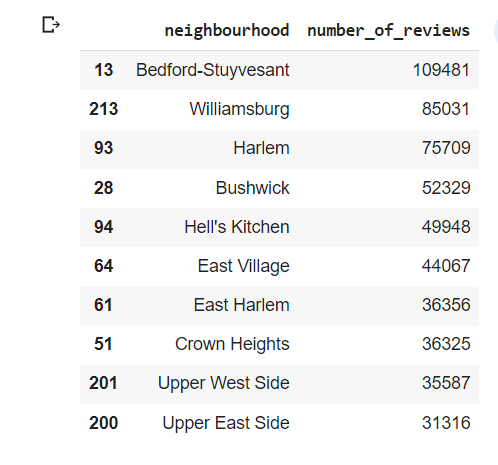 neighbourhood number_of_reviews
13 Bedford-Stuyvesant 109481
213 Williamsburg 85031
93 Harlem 75709
28 Bushwick 52329
94 Hell's Kitchen 49948
64 East Village 44067
61 East Harlem 36356
51 Crown Heights 36325
201 Upper West Side 35587
200 Upper East Side 31316